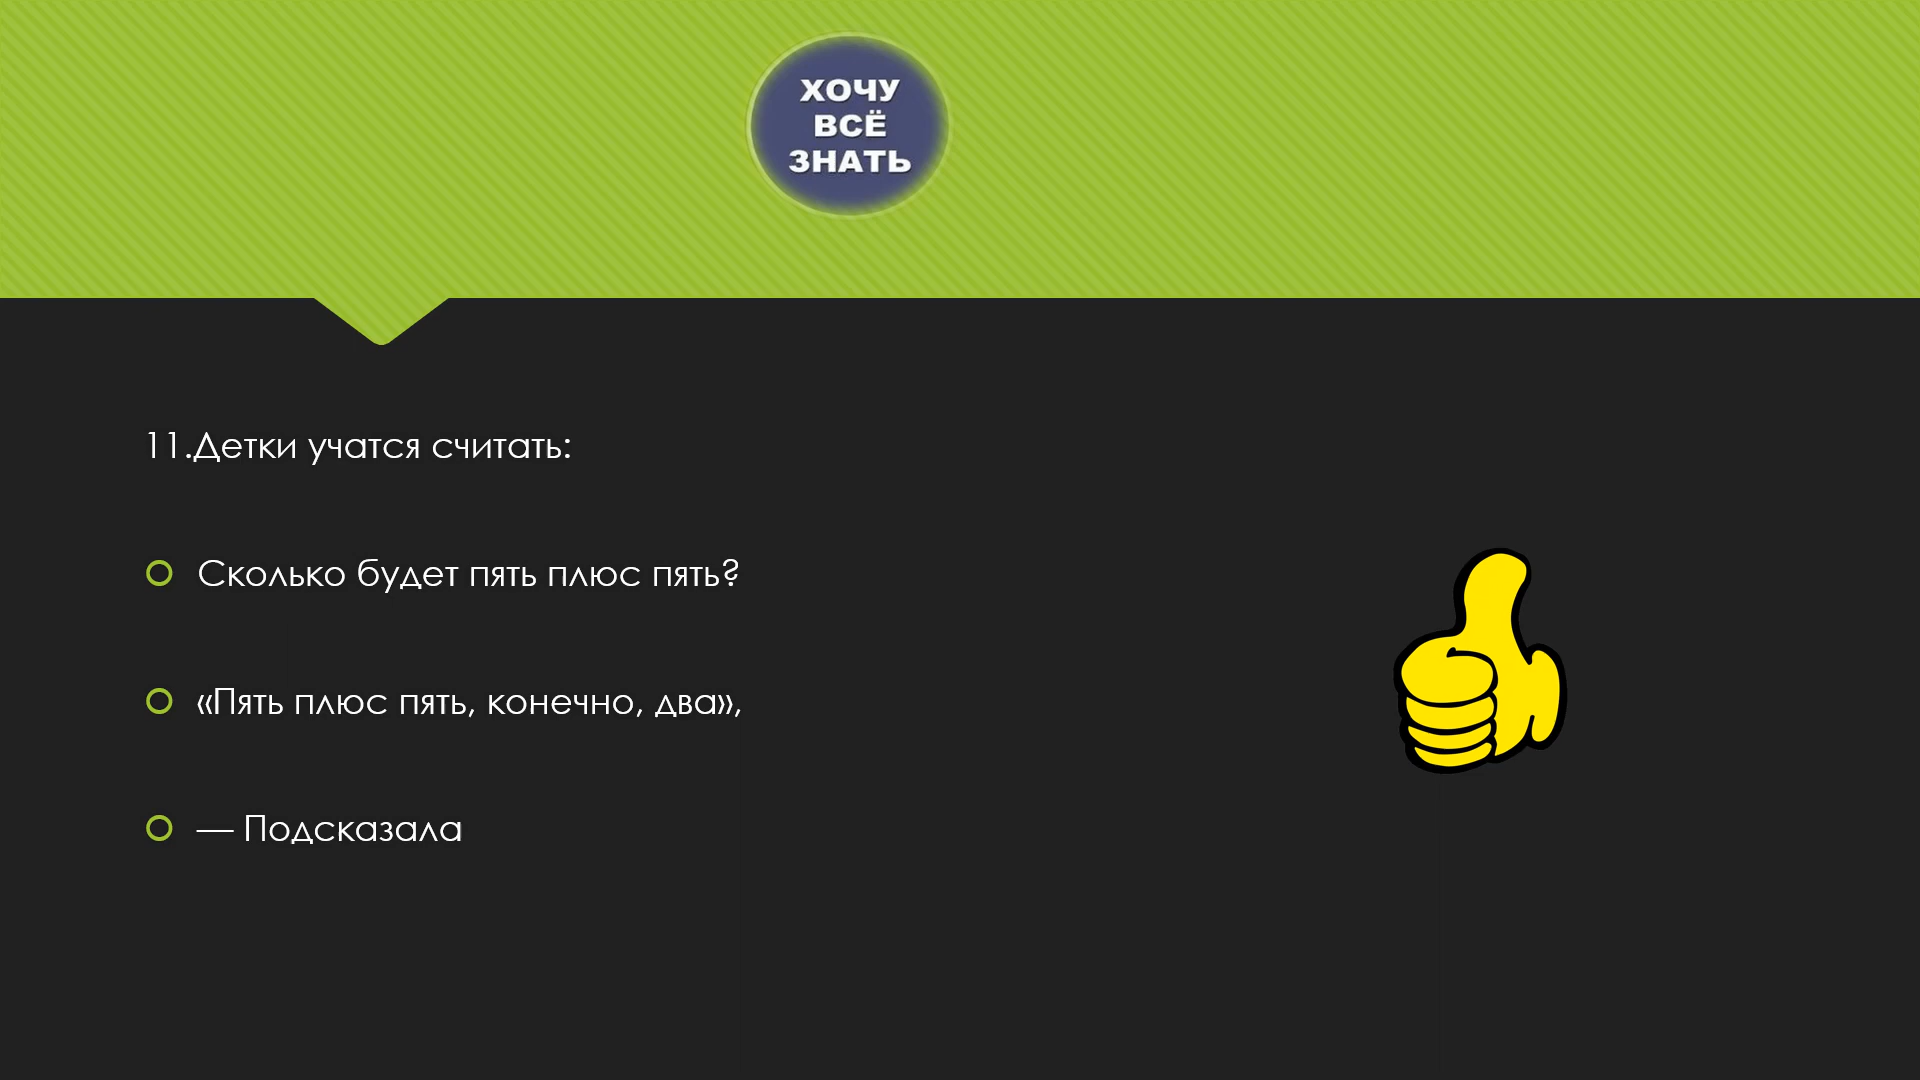 ХОЧУ
ВСЁ
ЗНАТЬ
11.Детки учатся считать:
Сколько будет пять плюс пять?
«Пять плюс пять, конечно, два»,
— Подсказала